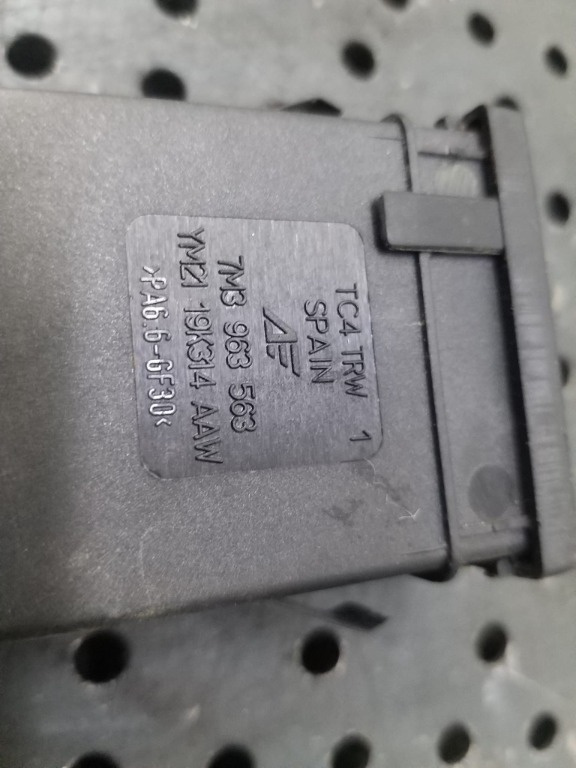 TC4 TRW 1
SPAIN
7M3 963 563
YM21 19K314 AAW
>PA6.6-GF30<